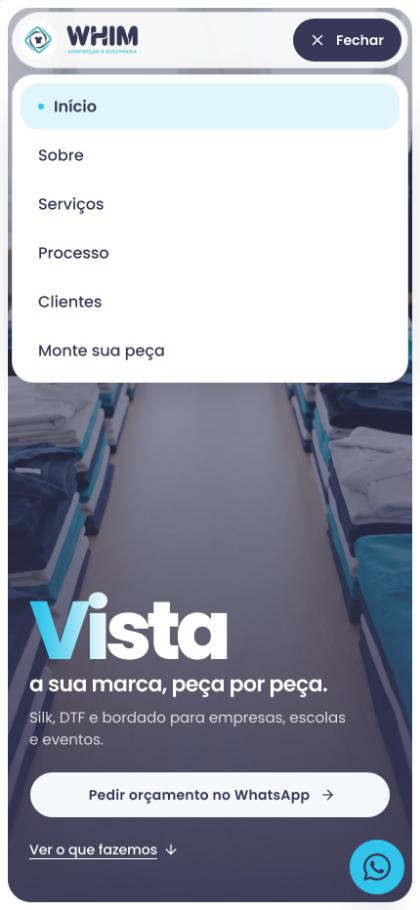 WHIM
CONFECÇÃO E ESTAMPARIA
Fechar
Início
Sobre
Serviços
Processo
Clientes
Monte sua peça
Vista
a sua marca, peça por peça.
Silk, DTF e bordado para empresas, escolas
e eventos.
Pedir orçamento no WhatsApp
Ver o que fazemos